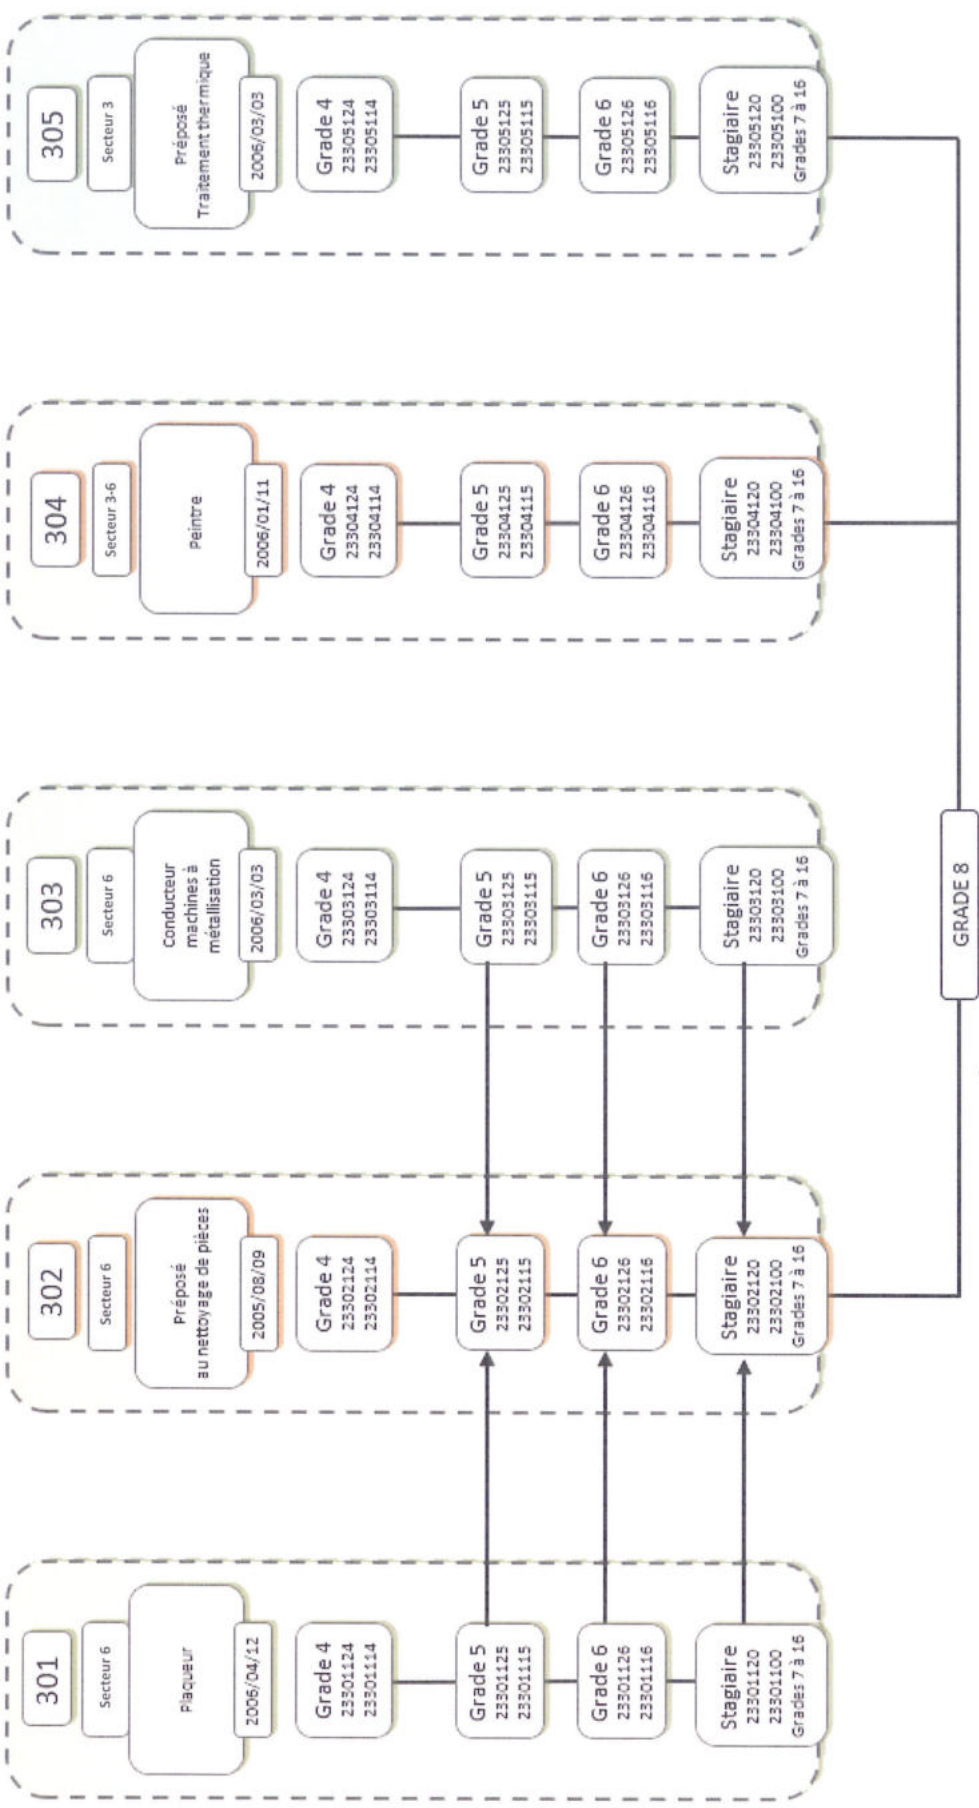 301
Secteur 6
Plaqueur
2006/04/12
Grade 4
23301124
23301114
Grade 5
23301125
23301115
Grade 6
23301126
23301116
Stagiaire
23301120
23301100
Grades 7 à 16
302
Secteur 6
Préposé
au nettoyage de pièces
2005/08/09
Grade 4
23302124
23302114
Grade 5
23302125
23302115
Grade 6
23302126
23302116
Stagiaire
23302120
23302100
Grades 7 à 16
303
Secteur 6
Conducteur
machines à
métallisation
2006/03/03
Grade 4
23303124
23303114
Grade 5
23303125
23303115
Grade 6
23303126
23303116
Stagiaire
23303120
23303100
Grades 7 à 16
304
Secteur 3-6
Peintre
2006/01/11
Grade 4
23304124
23304114
Grade 5
23304125
23304115
Grade 6
23304126
23304116
Stagiaire
23304120
23304100
Grades 7 à 16
305
Secteur 3
Préposé
Traitement thermique
2006/03/03
Grade 4
23305124
23305114
Grade 5
23305125
23305115
Grade 6
23305126
23305116
Stagiaire
23305120
23305100
Grades 7 à 16
GRADE 8